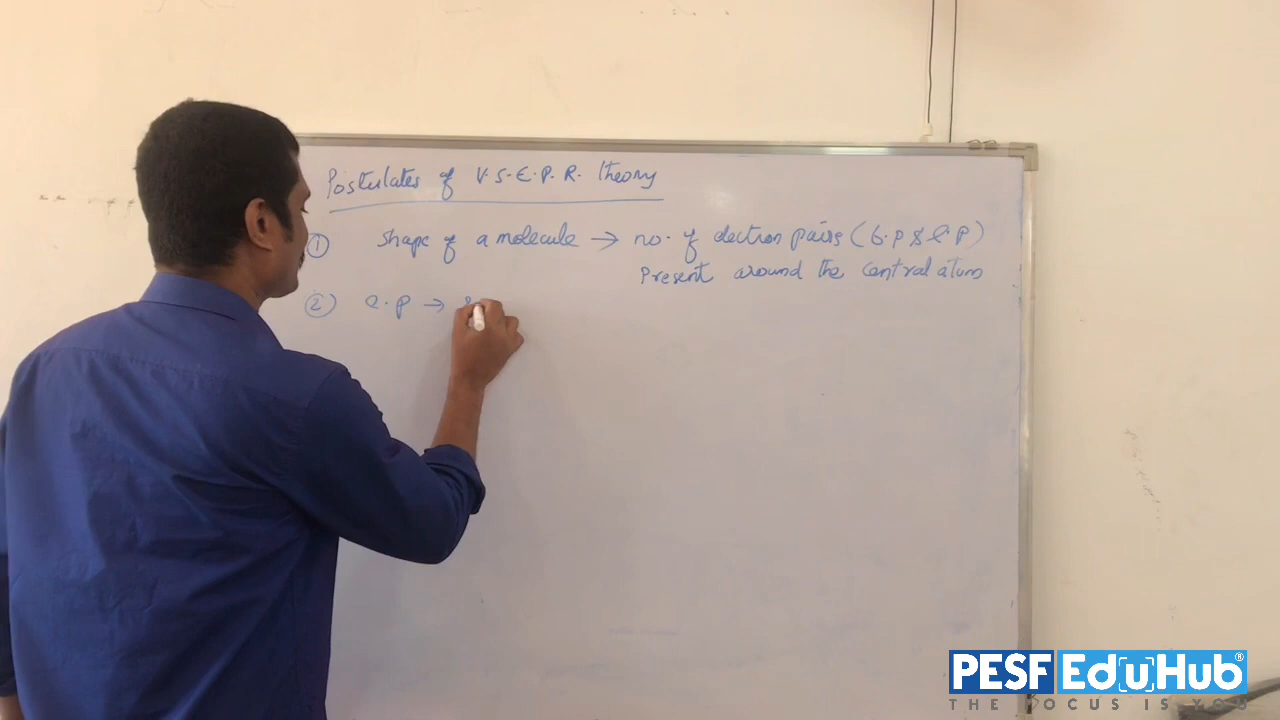 Postulates of V.S.E.P.R. theory
① Shape of a molecule → no. of electron pairs (b.p & l.p)
Present around the central atom
② e.p →
PESF EduHub®
THE FOCUS IS YOU